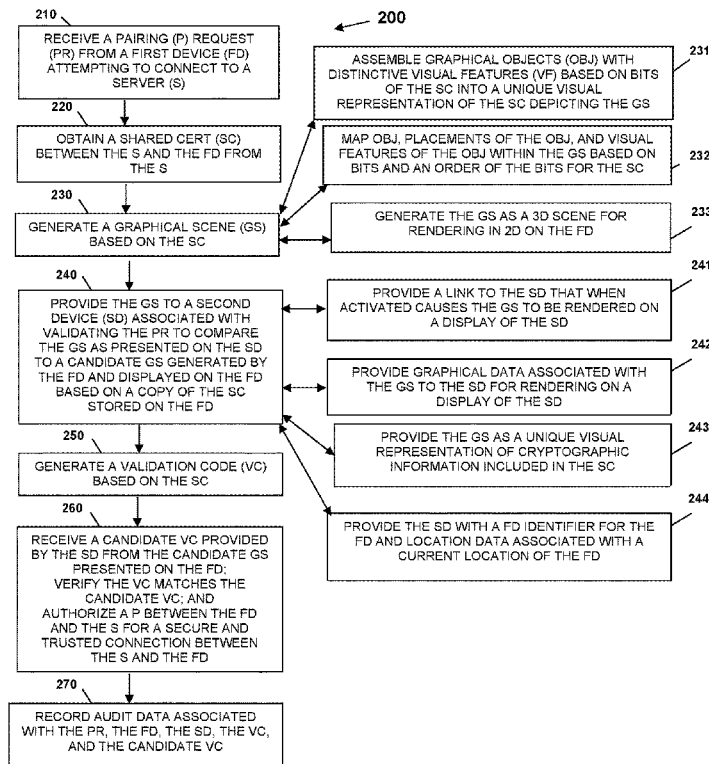 200
210
RECEIVE A PAIRING (P) REQUEST
(PR) FROM A FIRST DEVICE (FD)
ATTEMPTING TO CONNECT TO A
SERVER (S)
220
OBTAIN A SHARED CERT (SC)
BETWEEN THE S AND THE FD FROM
THE S
230
GENERATE A GRAPHICAL SCENE (GS)
BASED ON THE SC
231
ASSEMBLE GRAPHICAL OBJECTS (OBJ) WITH
DISTINCTIVE VISUAL FEATURES (VF) BASED ON BITS
OF THE SC INTO A UNIQUE VISUAL
REPRESENTATION OF THE SC DEPICTING THE GS
MAP OBJ, PLACEMENTS OF THE OBJ, AND VISUAL
FEATURES OF THE OBJ WITHIN THE GS BASED ON
BITS AND AN ORDER OF THE BITS FOR THE SC
232
GENERATE THE GS AS A 3D SCENE FOR
RENDERING IN 2D ON THE FD
233
240
PROVIDE THE GS TO A SECOND
DEVICE (SD) ASSOCIATED WITH
VALIDATING THE PR TO COMPARE
THE GS AS PRESENTED ON THE SD
TO A CANDIDATE GS GENERATED BY
THE FD AND DISPLAYED ON THE FD
BASED ON A COPY OF THE SC
STORED ON THE FD
241
PROVIDE A LINK TO THE SD THAT WHEN
ACTIVATED CAUSES THE GS TO BE RENDERED ON
A DISPLAY OF THE SD
242
PROVIDE GRAPHICAL DATA ASSOCIATED WITH
THE GS TO THE SD FOR RENDERING ON A
DISPLAY OF THE SD
243
PROVIDE THE GS AS A UNIQUE VISUAL
REPRESENTATION OF CRYPTOGRAPHIC
INFORMATION INCLUDED IN THE SC
244
PROVIDE THE SD WITH A FD IDENTIFIER FOR THE
FD AND LOCATION DATA ASSOCIATED WITH A
CURRENT LOCATION OF THE FD
250
GENERATE A VALIDATION CODE (VC)
BASED ON THE SC
260
RECEIVE A CANDIDATE VC PROVIDED
BY THE SD FROM THE CANDIDATE GS
PRESENTED ON THE FD;
VERIFY THE VC MATCHES THE
CANDIDATE VC; AND
AUTHORIZE A P BETWEEN THE FD
AND THE S FOR A SECURE AND
TRUSTED CONNECTION BETWEEN
THE S AND THE FD
270
RECORD AUDIT DATA ASSOCIATED
WITH THE PR, THE FD, THE SD, THE VC,
AND THE CANDIDATE VC